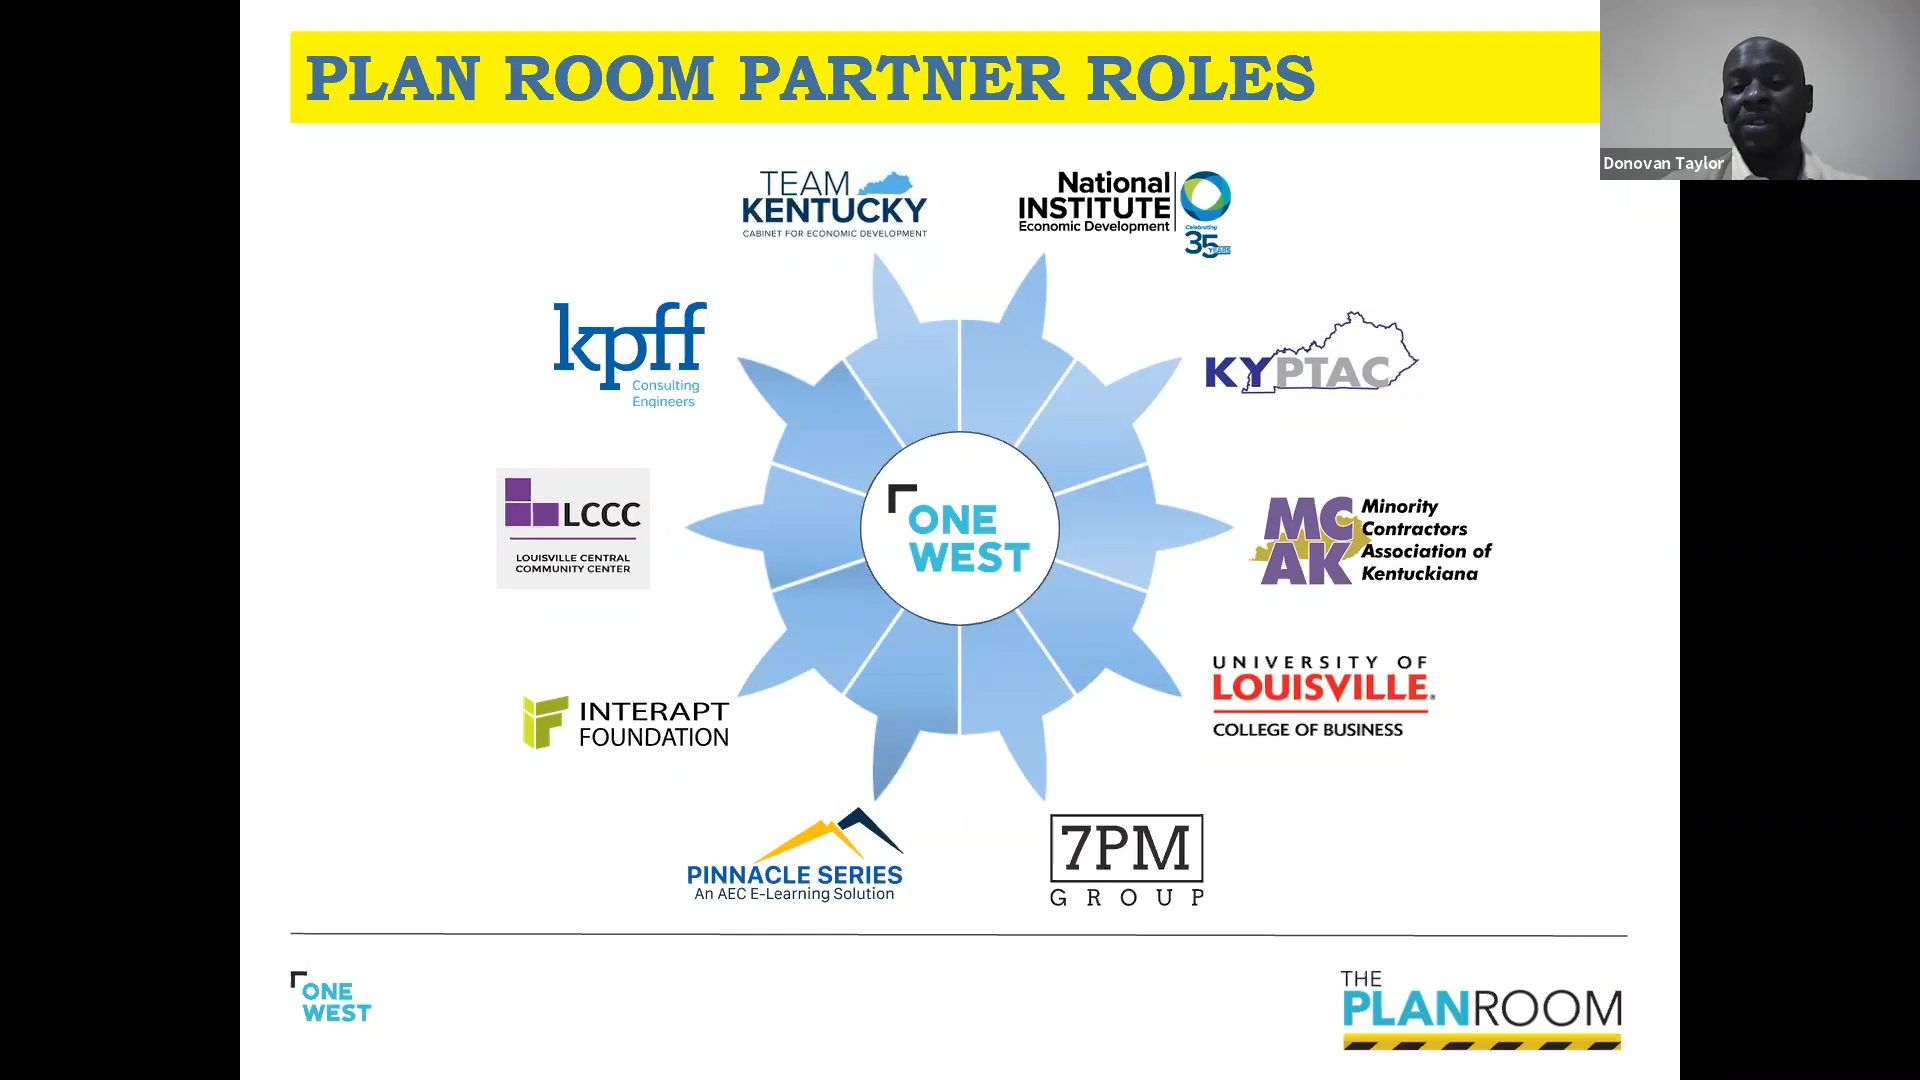 PLAN ROOM PARTNER ROLES
Donovan Taylor
TEAM
KENTUCKY
CABINET FOR ECONOMIC DEVELOPMENT
National
INSTITUTE
Economic Development
Celebrating
35
YEARS
kpff
Consulting
Engineers
KYPTAC
LCCC
LOUISVILLE CENTRAL
COMMUNITY CENTER
ONE
WEST
MC
AK
Minority
Contractors
Association of
Kentuckiana
INTERAPT
FOUNDATION
UNIVERSITY OF
LOUISVILLE®
COLLEGE OF BUSINESS
PINNACLE SERIES
An AEC E-Learning Solution
7PM
GROUP
ONE
WEST
THE
PLANROOM